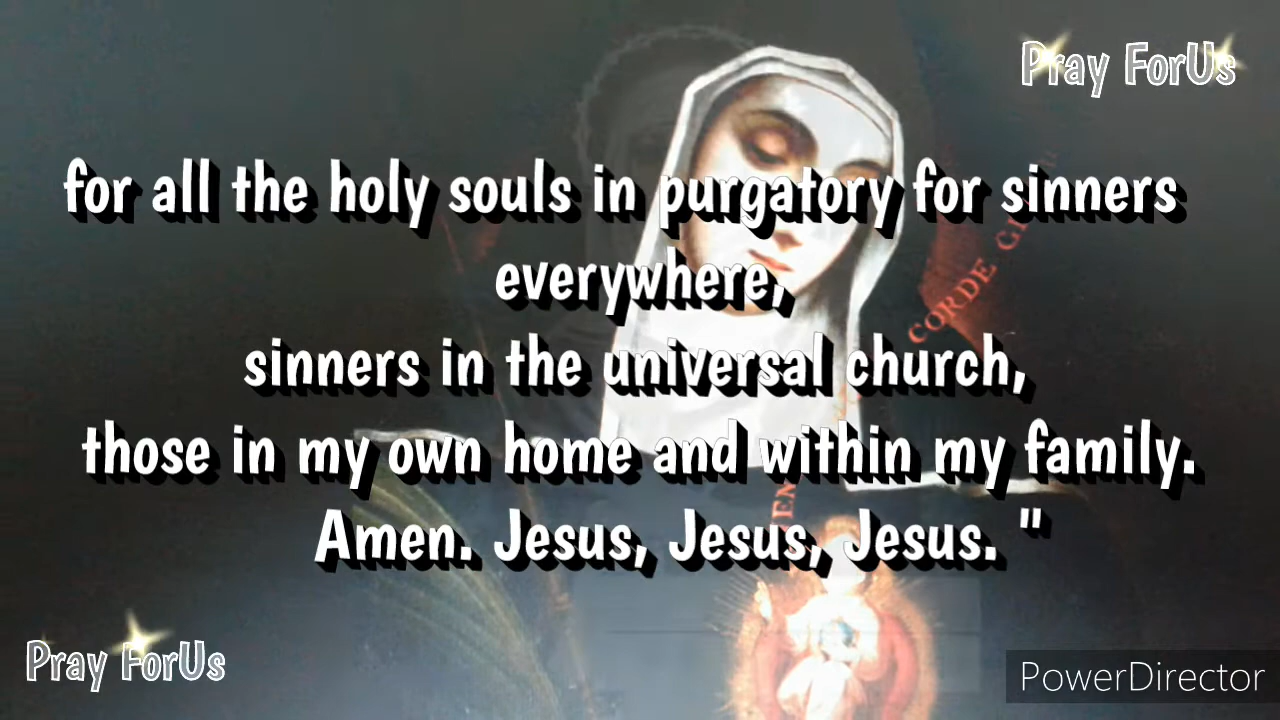 Pray ForUs
for all the holy souls in purgatory for sinners
everywhere,
sinners in the universal church,
those in my own home and within my family.
Amen. Jesus, Jesus, Jesus. "
CORDE
Pray ForUs
PowerDirector